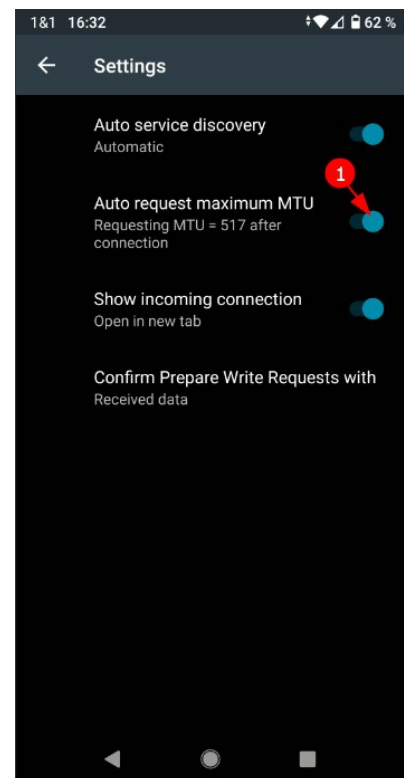 1&1 16:32 62 %
Settings
Auto service discovery
Automatic
1
Auto request maximum MTU
Requesting MTU = 517 after
connection
Show incoming connection
Open in new tab
Confirm Prepare Write Requests with
Received data